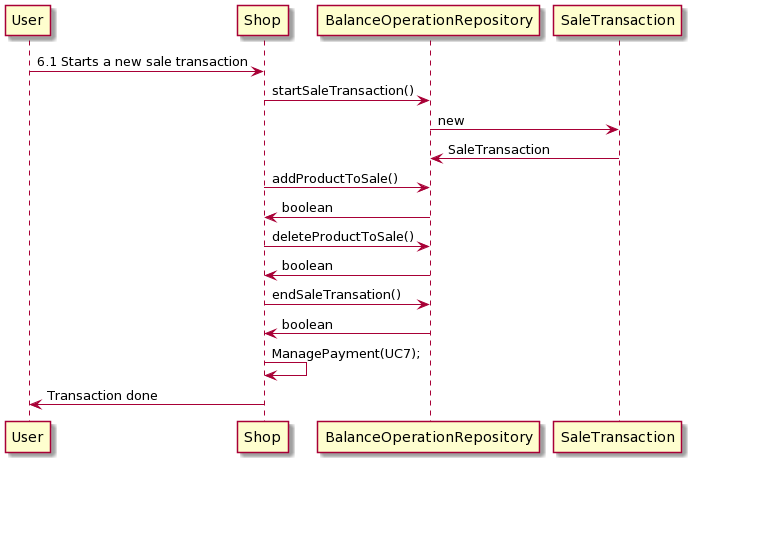 User Shop BalanceOperationRepository SaleTransaction
6.1 Starts a new sale transaction
startSaleTransaction()
new
SaleTransaction
addProductToSale()
boolean
deleteProductToSale()
boolean
endSaleTransation()
boolean
ManagePayment(UC7);
Transaction done
User Shop BalanceOperationRepository SaleTransaction